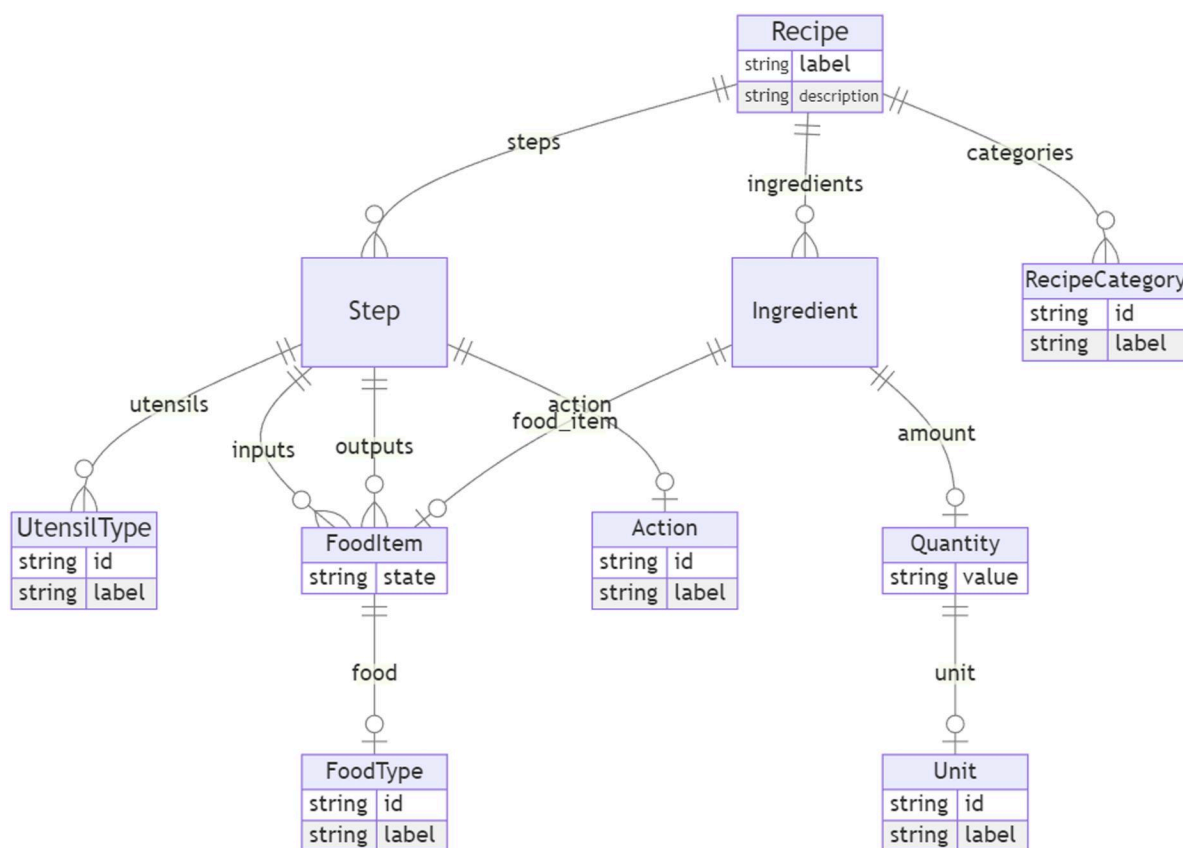 Recipe
string label
string description
steps
ingredients
categories
Step
Ingredient
RecipeCategory
string id
string label
utensils
inputs
outputs
action
food_item
amount
UtensilType
string id
string label
FoodItem
string state
Action
string id
string label
Quantity
string value
food
unit
FoodType
string id
string label
Unit
string id
string label